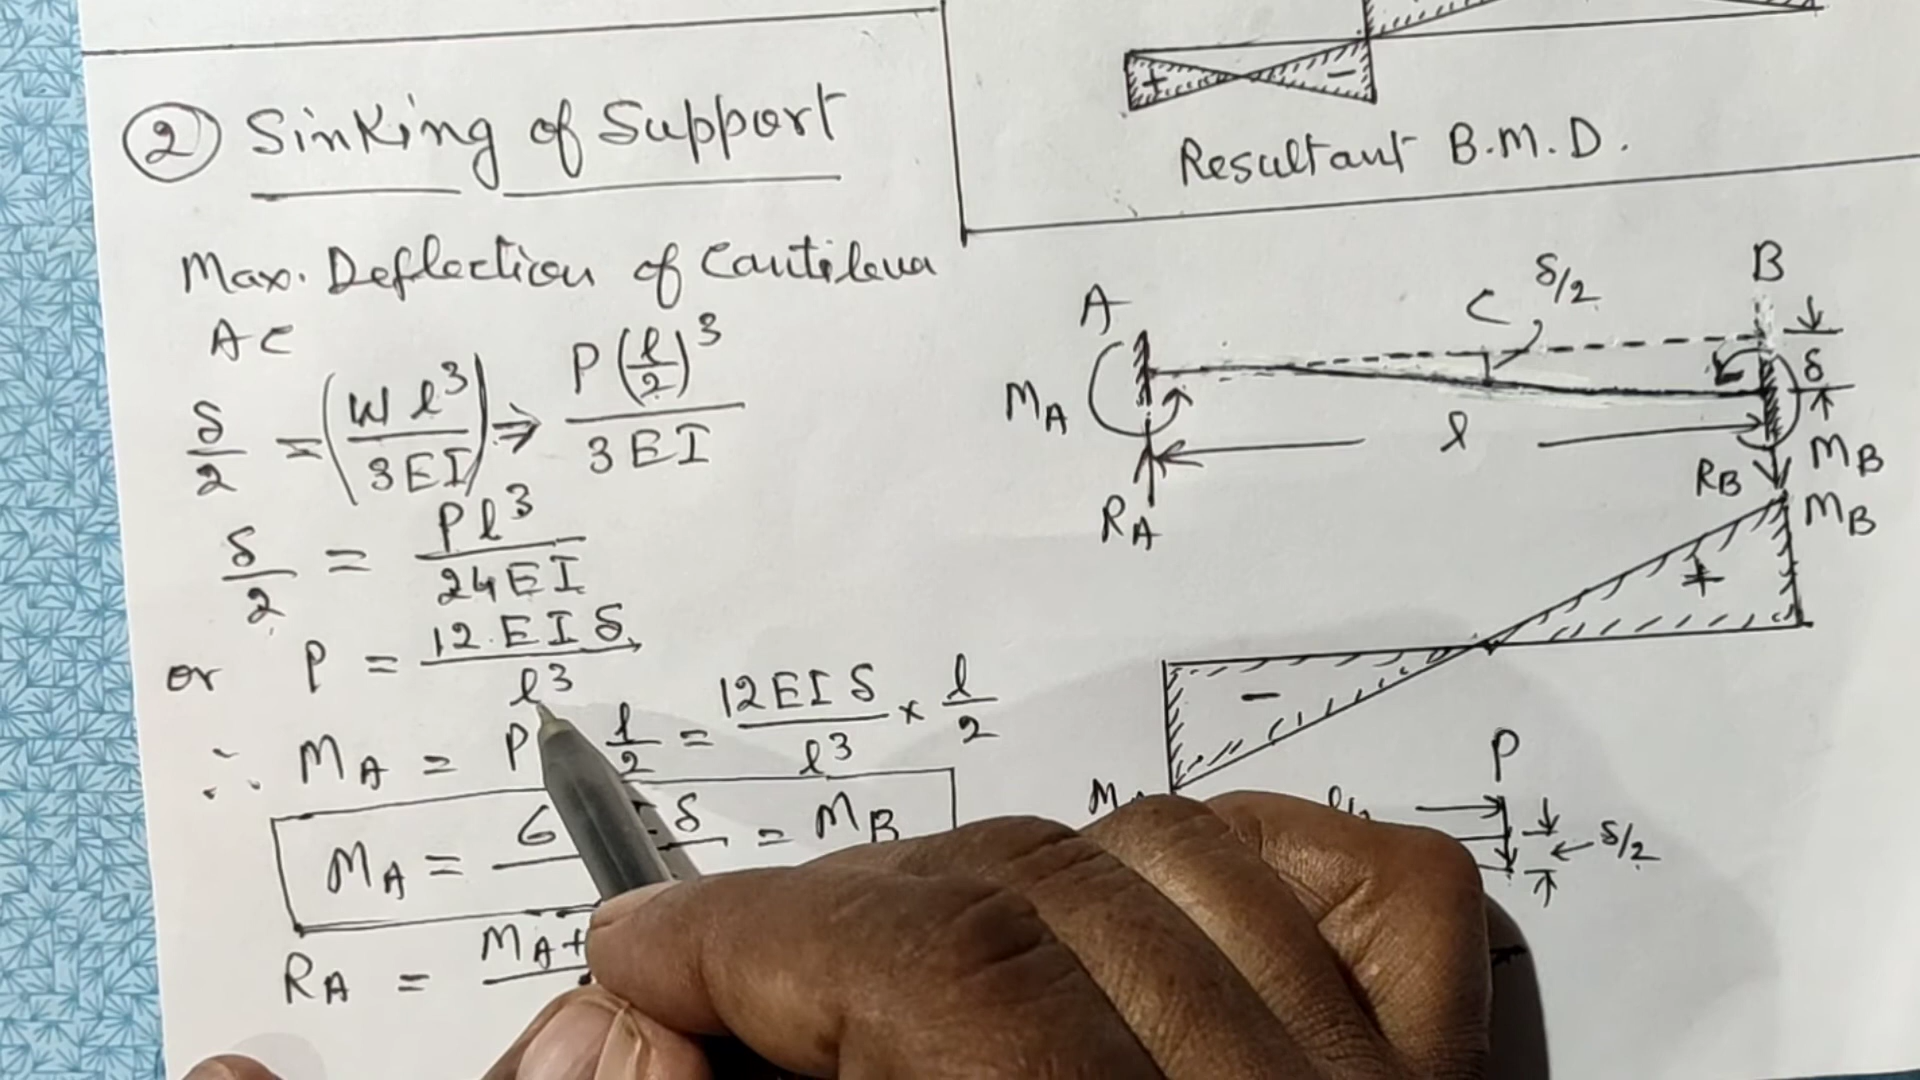 ② Sinking of Support
Max. Deflection of Cantilever
AC
δ/2 = (Wl³/3EI) ⇒ P(l/2)³/3EI
δ/2 = Pl³/24EI
or P = 12.EIδ/l³
∴ MA = P l/2 = 12EIδ/l³ × l/2
MA = 6 δ = MB
RA = MA+
+ −
Resultant B.M.D.
A C δ/2 B
MA δ
l
RA RB MB
MB
+
−
P
δ/2